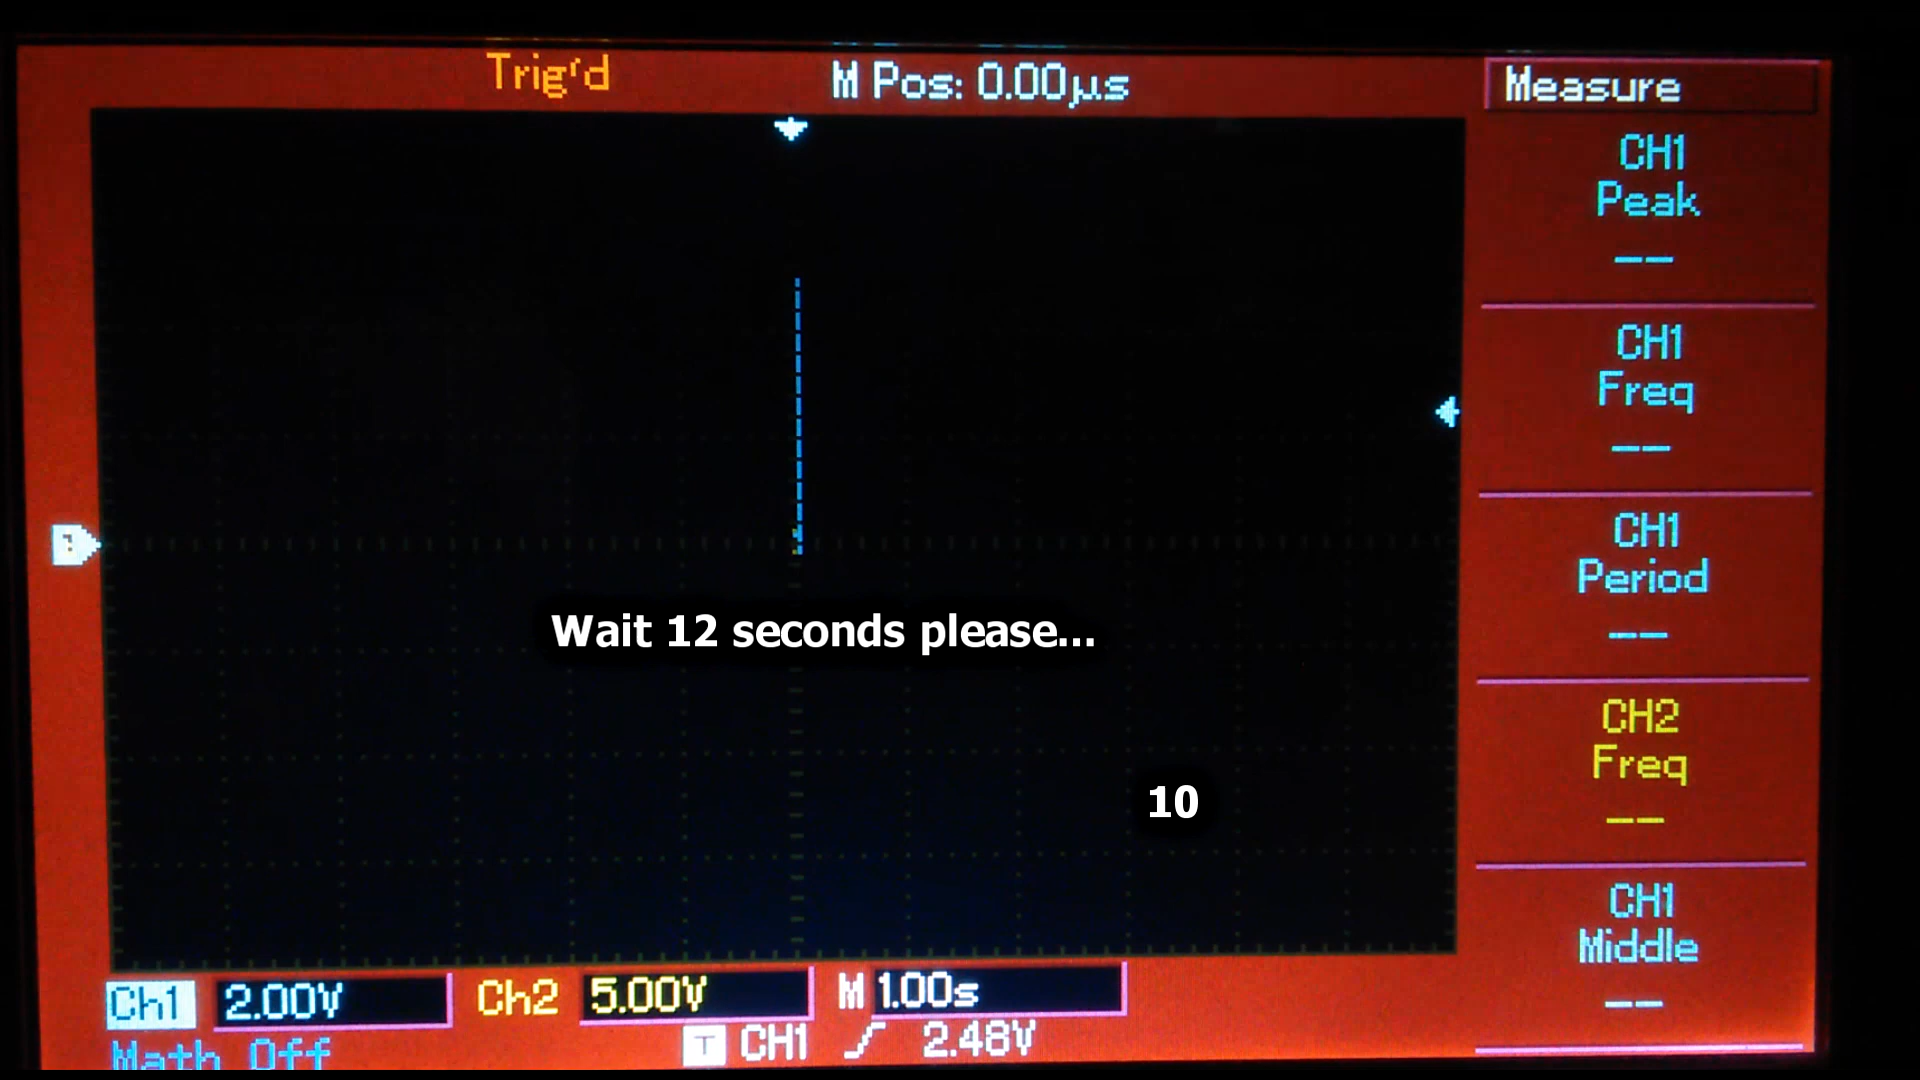 Trig'd
M Pos: 0.00µs
Measure
CH1
Peak
--
CH1
Freq
--
CH1
Period
--
CH2
Freq
--
CH1
Middle
--
Wait 12 seconds please...
10
Ch1 2.00V Ch2 5.00V M 1.00s
T CH1 2.48V
Math Off